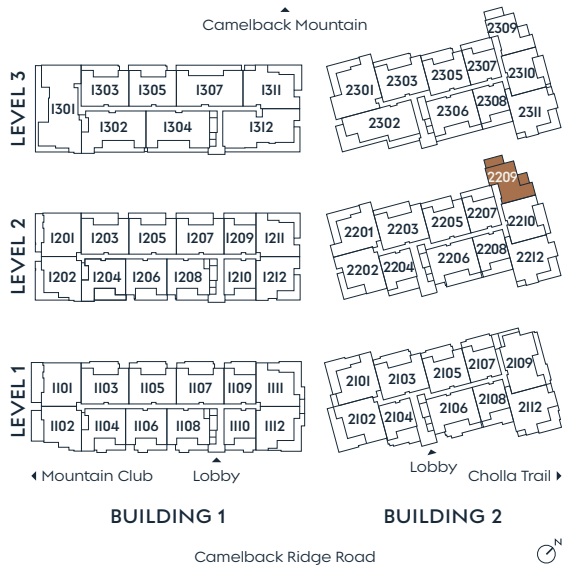 Camelback Mountain
LEVEL 3
1301 1303 1305 1307 1311
1302 1304 1312
2301 2303 2305 2307 2309
2302 2306 2308 2310 2311
LEVEL 2
1201 1203 1205 1207 1209 1211
1202 1204 1206 1208 1210 1212
2201 2203 2205 2207 2209
2202 2204 2206 2208 2210 2212
LEVEL 1
1101 1103 1105 1107 1109 1111
1102 1104 1106 1108 1110 1112
2101 2103 2105 2107 2109
2102 2104 2106 2108 2112
Mountain Club
Lobby
Lobby
Cholla Trail
BUILDING 1
BUILDING 2
Camelback Ridge Road
N